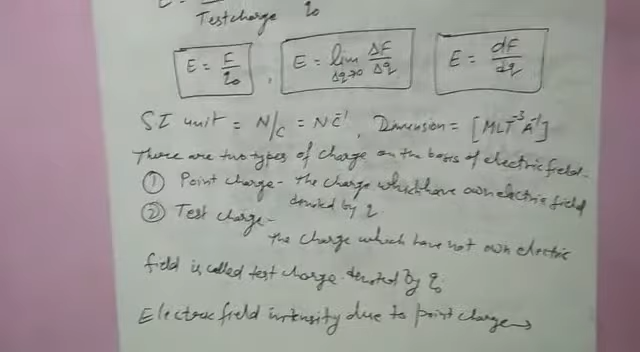 Test charge q₀
E = F/q₀ , E = lim Δq→0 ΔF/Δq E = dF/dq
SI unit = N/C = NC⁻¹, Dimension = [MLT⁻³A⁻¹]
There are two types of charge on the basis of electric field-
① Point charge - the charge which have own electric field
denoted by q
② Test charge -
the charge which have not own electric
field is called test charge. denoted by q₀
Electric field intensity due to point charge→